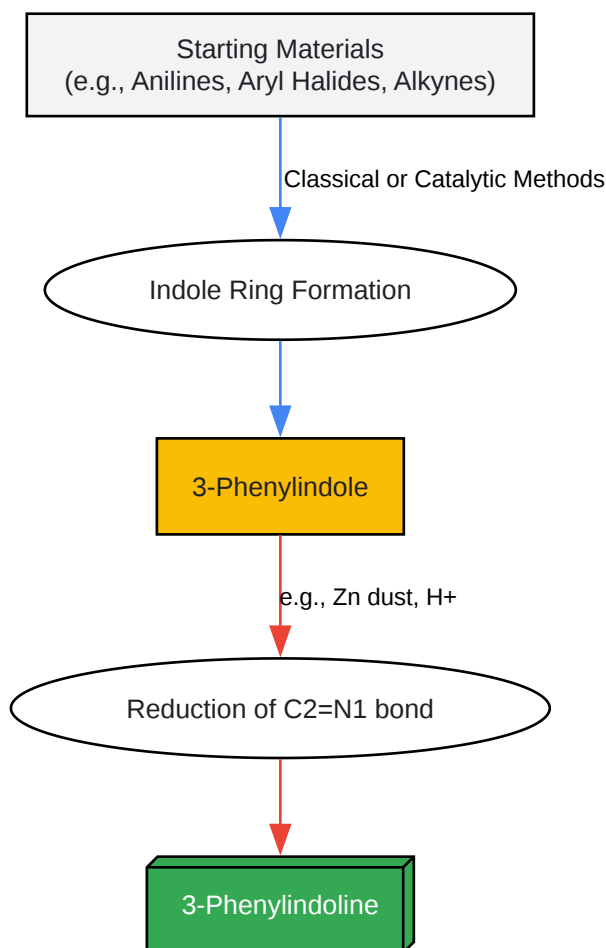 Starting Materials
(e.g., Anilines, Aryl Halides, Alkynes)
Classical or Catalytic Methods
Indole Ring Formation
3-Phenylindole
e.g., Zn dust, H+
Reduction of C2=N1 bond
3-Phenylindoline